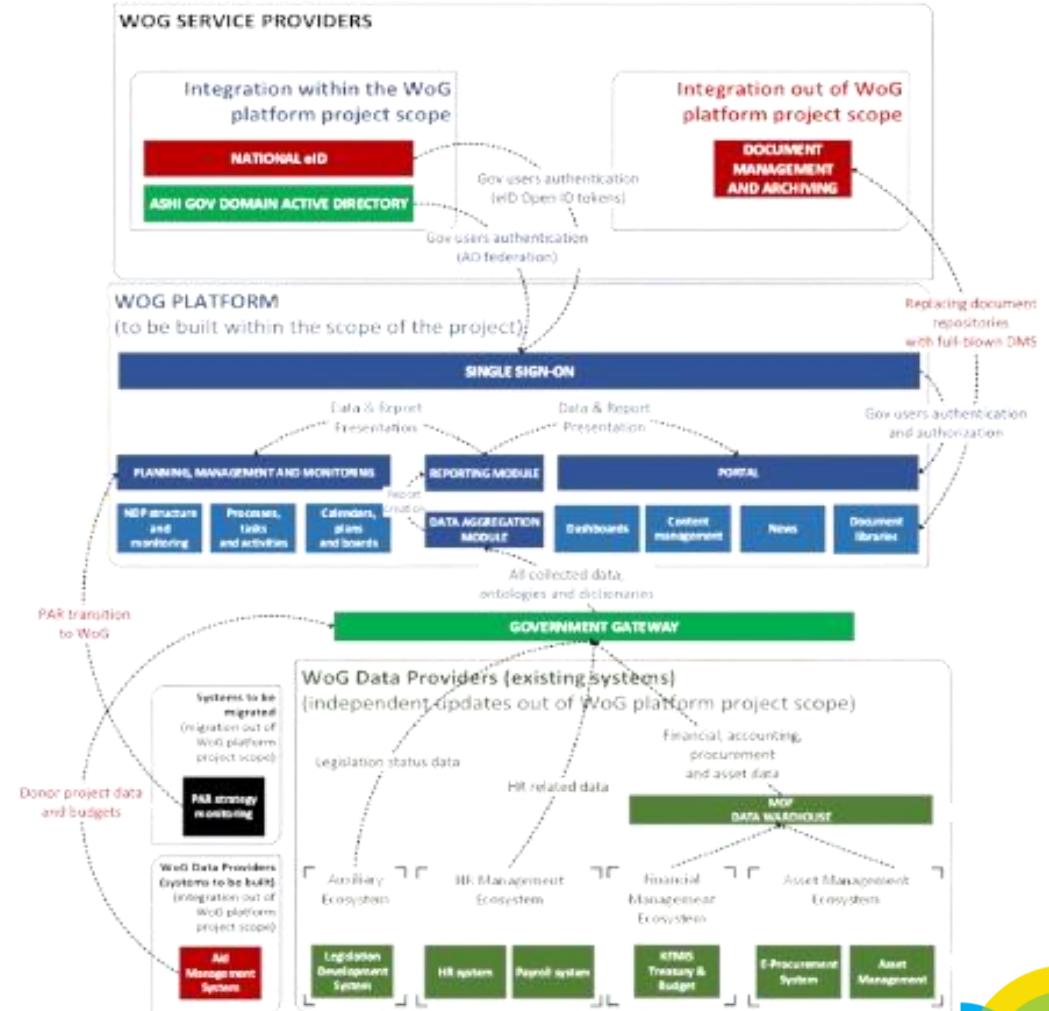 WOG SERVICE PROVIDERS
Integration within the WoG
platform project scope
NATIONAL eID
ASHI GOV DOMAIN ACTIVE DIRECTORY
Integration out of WoG
platform project scope
DOCUMENT
MANAGEMENT
AND ARCHIVING
Gov users authentication
(eID Open ID tokens)
Gov users authentication
(AD federation)
WOG PLATFORM
(to be built within the scope of the project)
Replacing document
repositories
with full-blown DMS
SINGLE SIGN-ON
Data & Report
Presentation
Data & Report
Presentation
Gov users authentication
and authorization
PLANNING, MANAGEMENT AND MONITORING
REPORTING MODULE
PORTAL
Report
creation
NDP structure
and
monitoring
Processes,
tasks
and activities
Calendars,
plans
and boards
DATA AGGREGATION
MODULE
Dashboards
Content
management
News
Document
libraries
All collected data,
ontologies and dictionaries
PAR transition
to WoG
GOVERNMENT GATEWAY
WoG Data Providers (existing systems)
(independent updates out of WoG platform project scope)
Systems to be
migrated
(migration out of
WoG platform
project scope)
PAR strategy
monitoring
Legislation status data
HR related data
Financial, accounting,
procurement
and asset data
Donor project data
and budgets
MOF
DATA WARDHOUSE
WoG Data Providers
(systems to be built)
(integration out of
WoG platform
project scope)
Aid
Management
System
Auxiliary
Ecosystem
HR Management
Ecosystem
Financial
Management
Ecosystem
Asset Management
Ecosystem
Legislation
Development
System
HR system
Payroll system
KFMIS
Treasury &
Budget
E-Procurement
System
Asset
Management